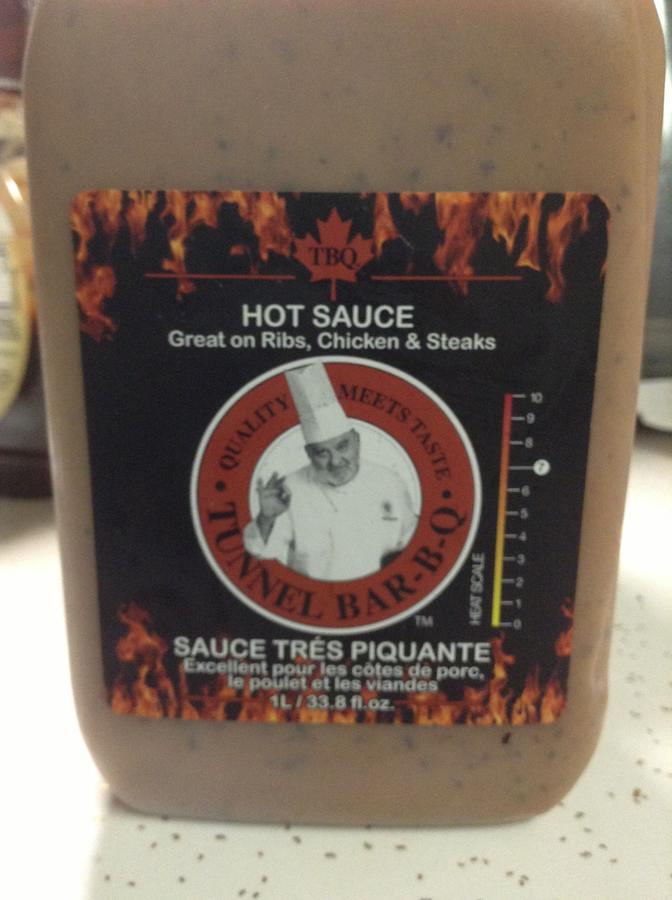 TBQ
HOT SAUCE
Great on Ribs, Chicken & Steaks
QUALITY MEETS TASTE
• TUNNEL BAR-B-Q •
TM
10
9
8
7
6
5
4
3
2
1
0
HEAT SCALE
SAUCE TRÉS PIQUANTE
Excellent pour les côtes de porc,
le poulet et les viandes
1L / 33.8 fl.oz.